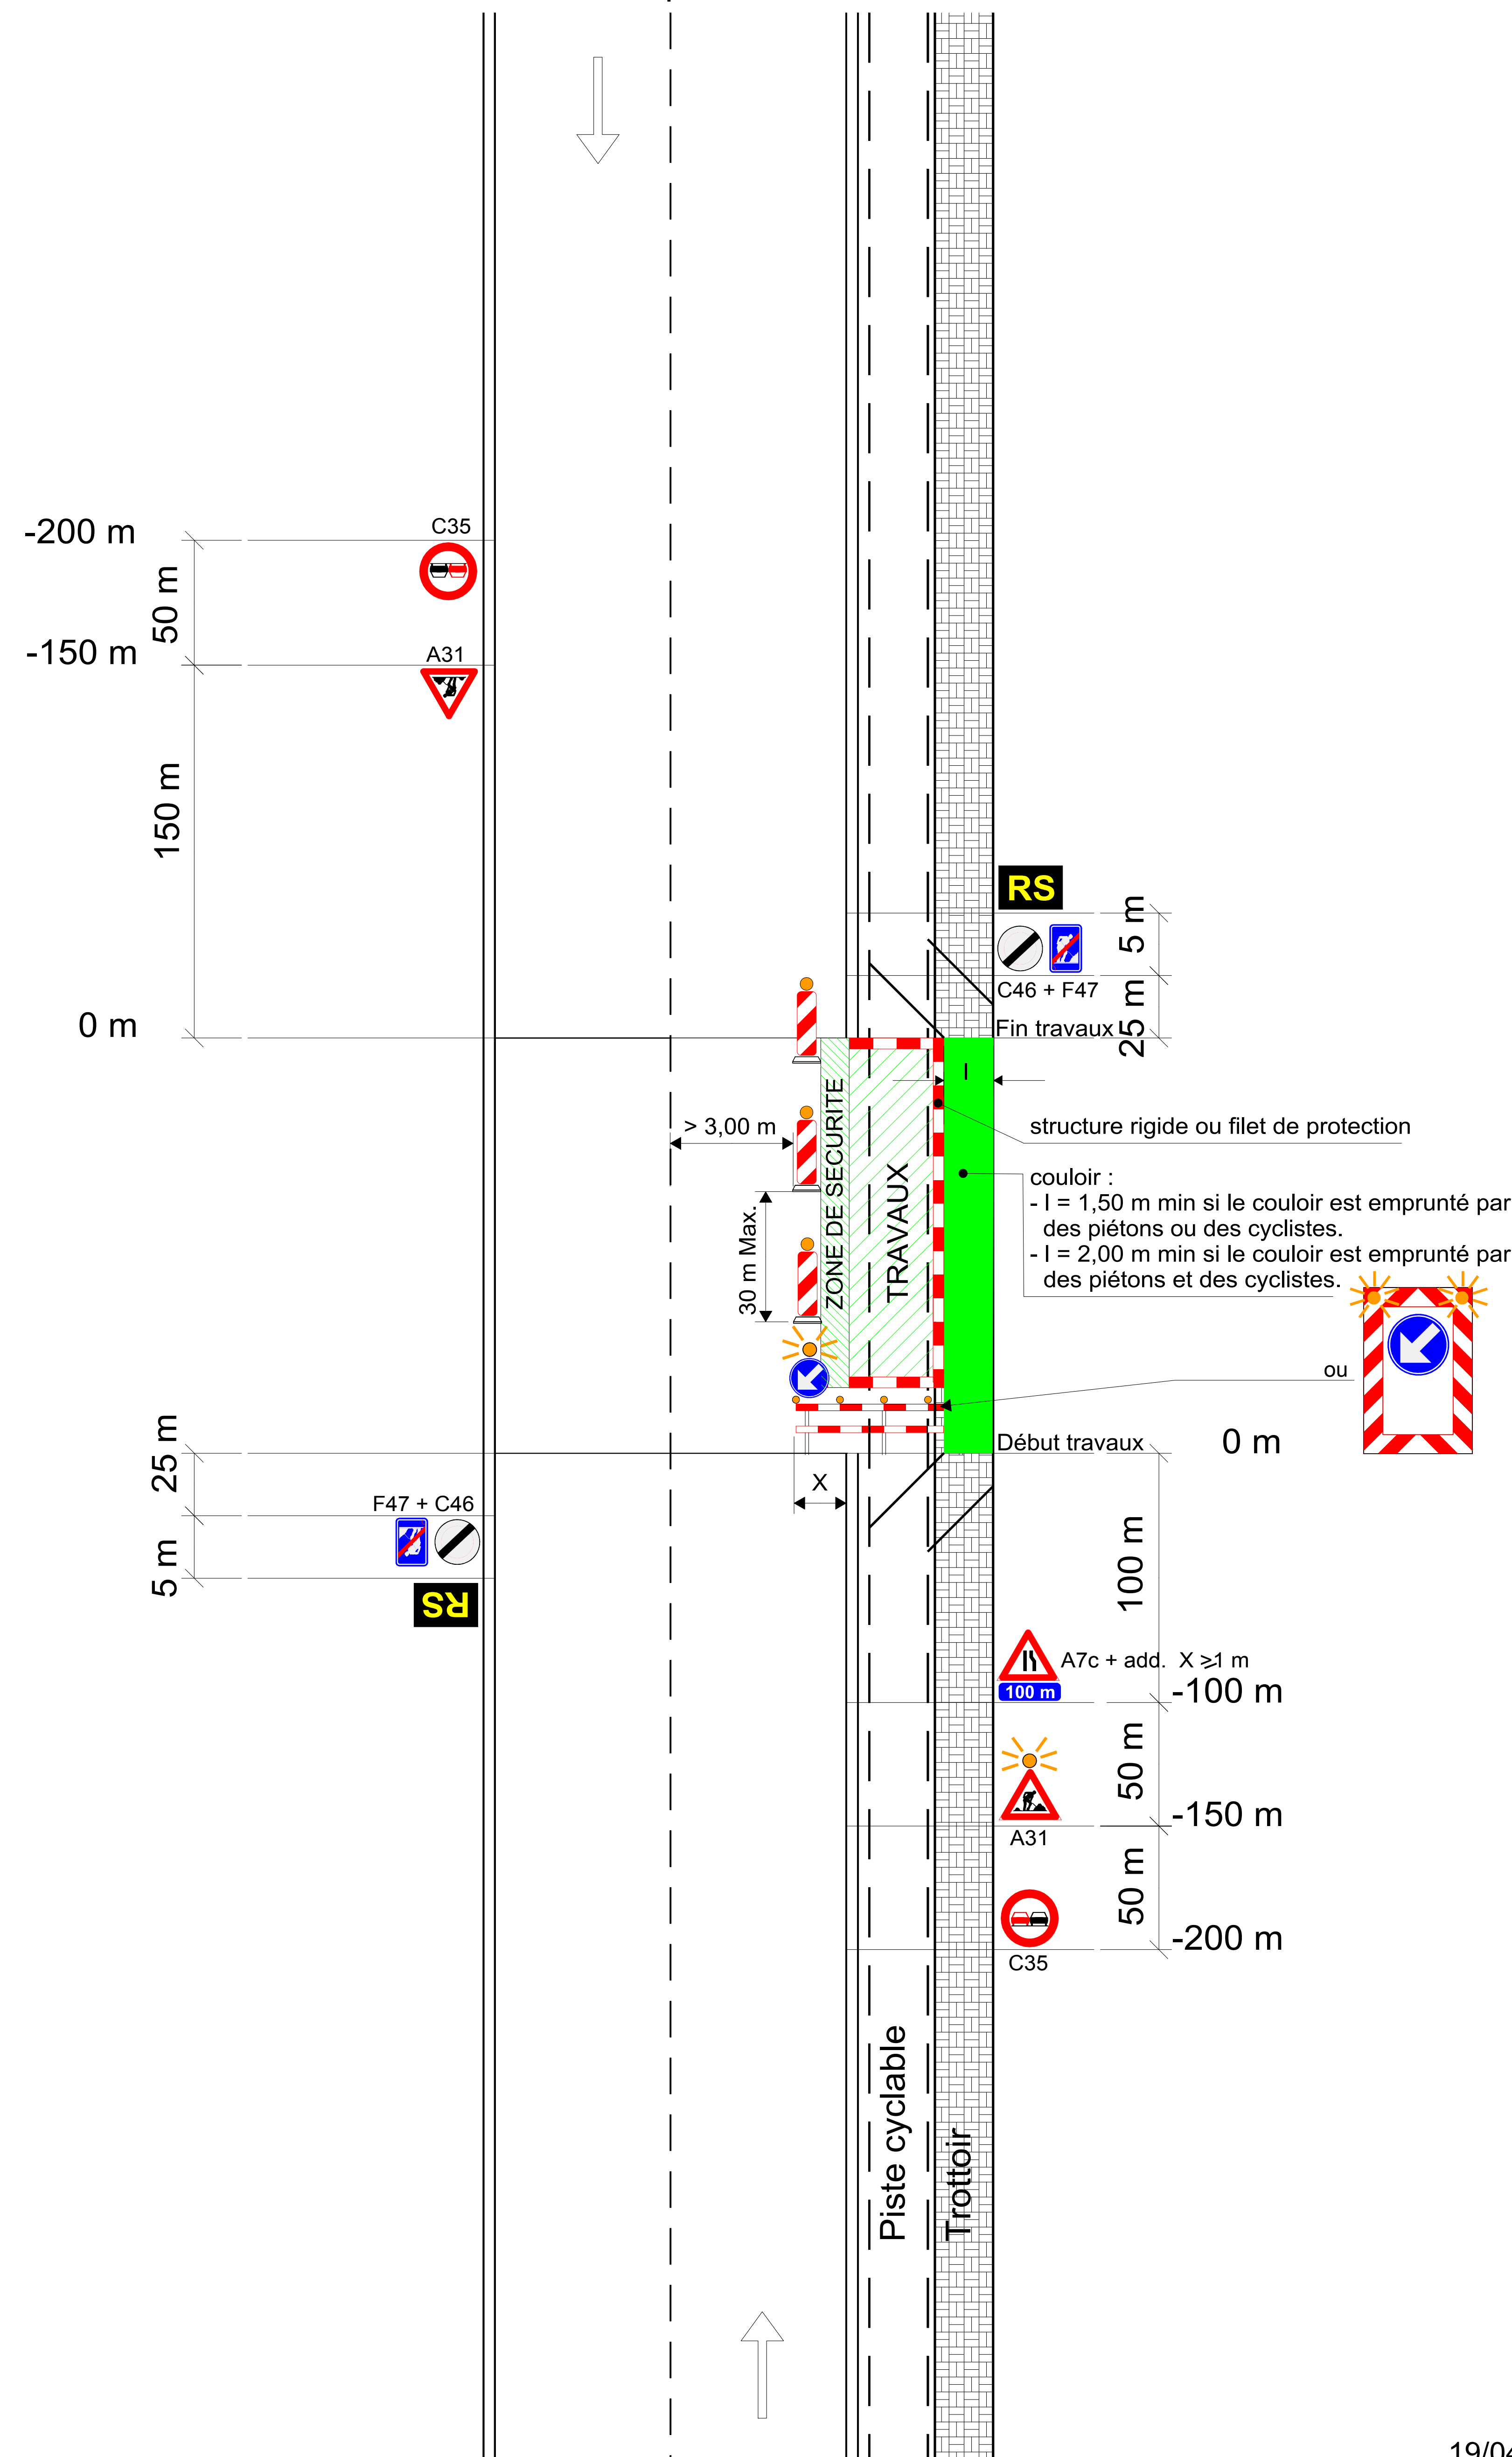 C35
-200 m
50 m
-150 m
A31
150 m
RS
5 m
C46 + F47
25 m
0 m
Fin travaux
l
> 3,00 m
ZONE DE SECURITE
TRAVAUX
30 m Max.
structure rigide ou filet de protection
couloir :
- l = 1,50 m min si le couloir est emprunté par
des piétons ou des cyclistes.
- l = 2,00 m min si le couloir est emprunté par
des piétons et des cyclistes.
ou
Début travaux
0 m
25 m
X
F47 + C46
5 m
RS
100 m
A7c + add. X ⩾1 m
100 m
-100 m
50 m
-150 m
A31
50 m
-200 m
C35
Piste cyclable
Trottoir